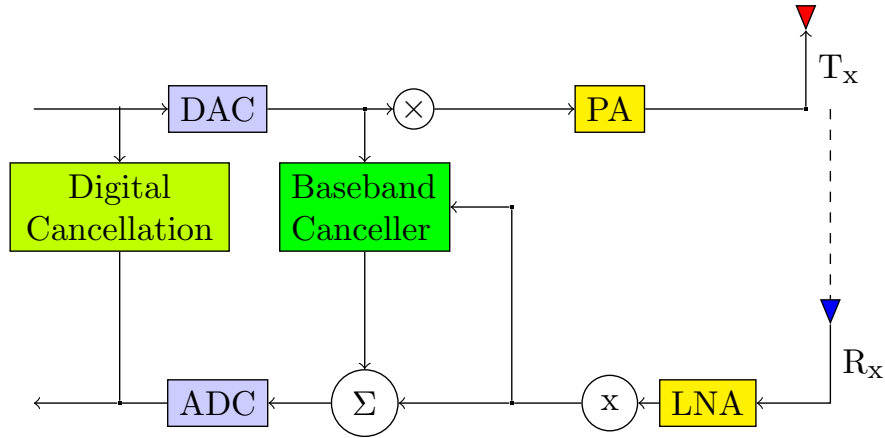 DAC
×
PA
Tx
Digital
Cancellation
Baseband
Canceller
ADC
Σ
x
LNA
Rx